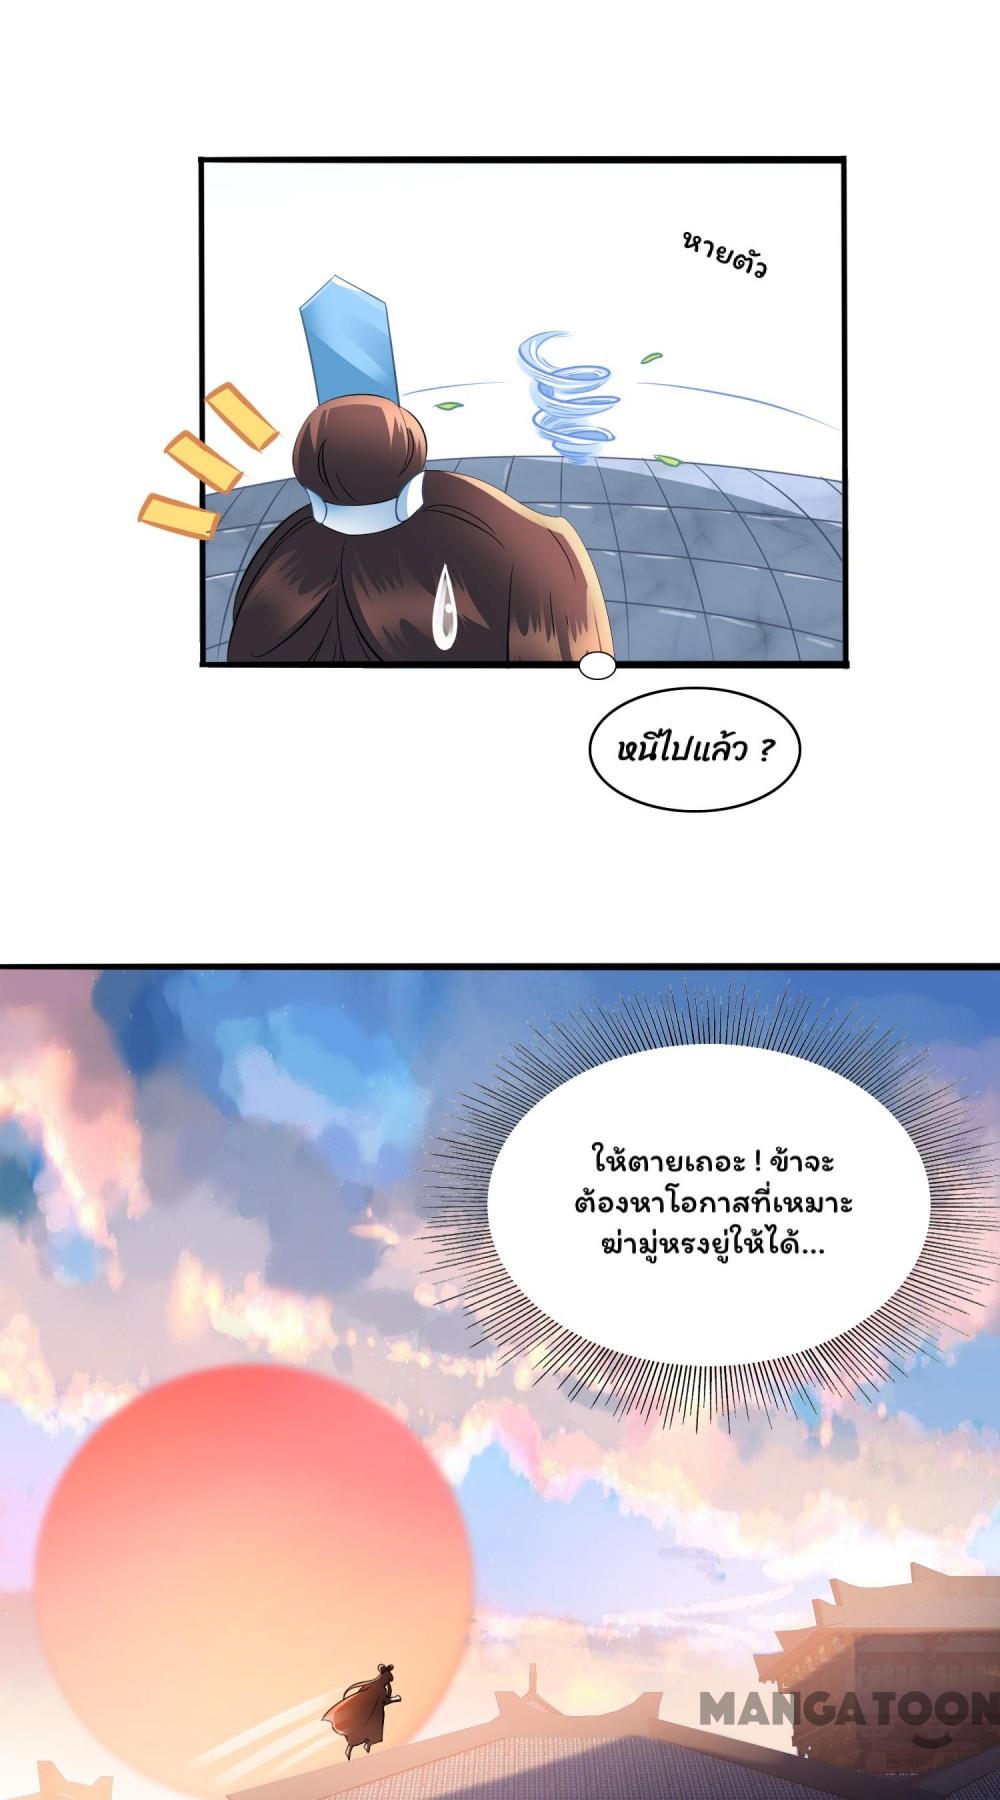 หายตัว
หนีไปแล้ว ?
ให้ตายเถอะ ! ข้าจะ
ต้องหาโอกาสที่เหมาะ
ฆ่ามู่หรงยู่ให้ได้...
MANGATOON